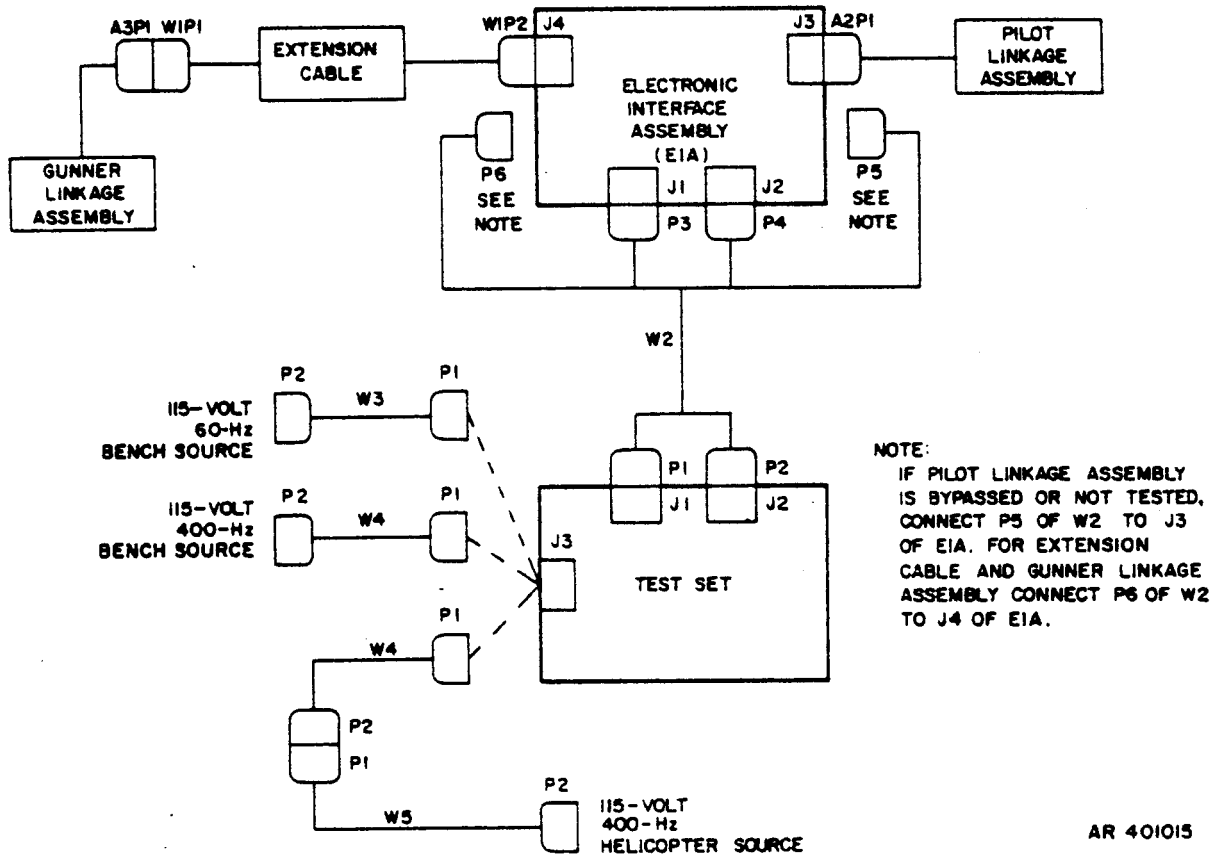 A3P1 W1P1
EXTENSION
CABLE
W1P2 J4
J3 A2P1
PILOT
LINKAGE
ASSEMBLY
ELECTRONIC
INTERFACE
ASSEMBLY
(EIA)
GUNNER
LINKAGE
ASSEMBLY
P6
SEE
NOTE
J1
P3
J2
P4
P5
SEE
NOTE
W2
P2
W3
P1
115-VOLT
60-Hz
BENCH SOURCE
P2
W4
P1
115-VOLT
400-Hz
BENCH SOURCE
P1
J1
P2
J2
J3
TEST SET
NOTE:
IF PILOT LINKAGE ASSEMBLY
IS BYPASSED OR NOT TESTED,
CONNECT P5 OF W2 TO J3
OF EIA. FOR EXTENSION
CABLE AND GUNNER LINKAGE
ASSEMBLY CONNECT P6 OF W2
TO J4 OF EIA.
P1
W4
P2
P1
W5
P2
115-VOLT
400-Hz
HELICOPTER SOURCE
AR 401015